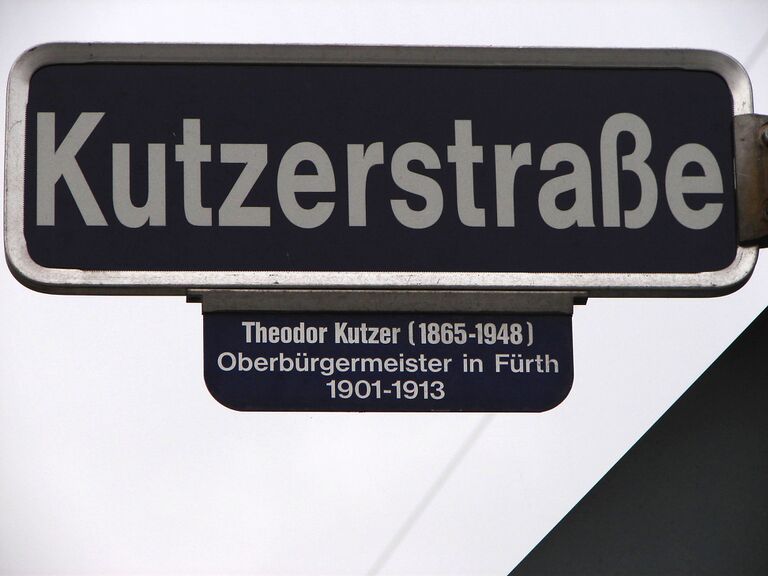 Kutzerstraße
Theodor Kutzer (1865-1948)
Oberbürgermeister in Fürth
1901-1913